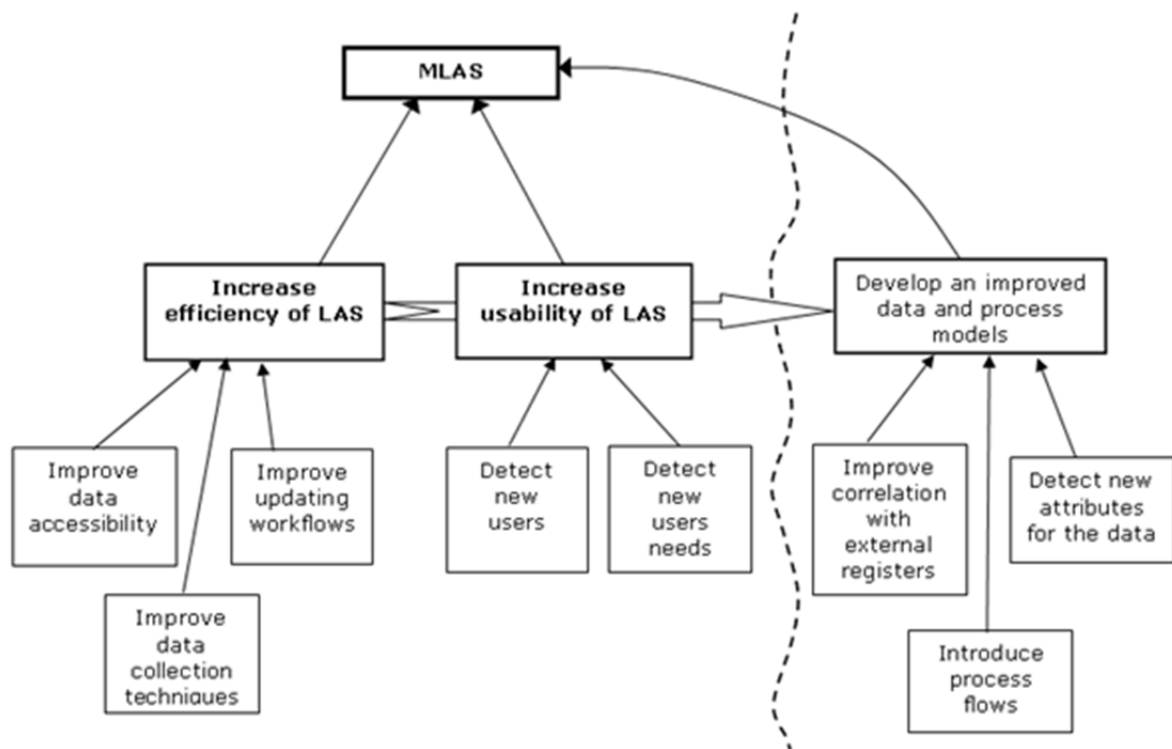 MLAS
Increase
efficiency of LAS
Increase
usability of LAS
Develop an improved
data and process
models
Improve
data
accessibility
Improve
updating
workflows
Detect
new
users
Detect
new
users
needs
Improve
correlation
with
external
registers
Detect new
attributes
for the data
Improve
data
collection
techniques
Introduce
process
flows